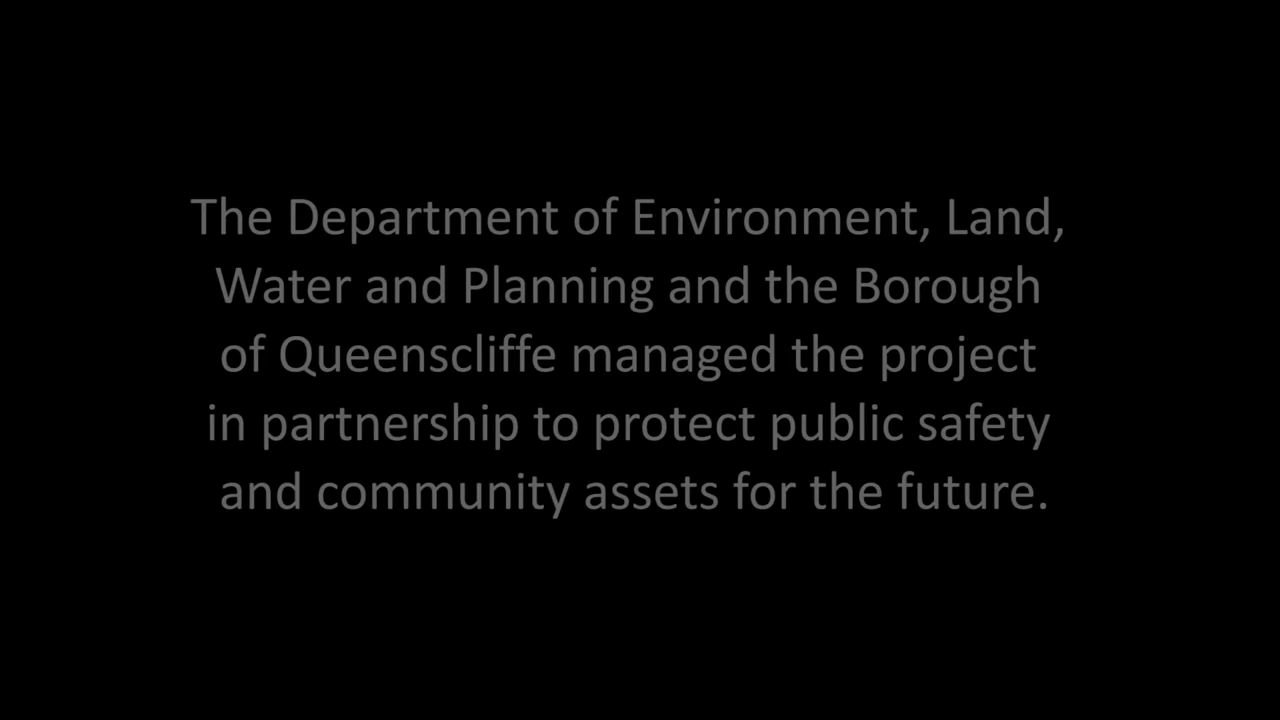 The Department of Environment, Land,
Water and Planning and the Borough
of Queenscliffe managed the project
in partnership to protect public safety
and community assets for the future.